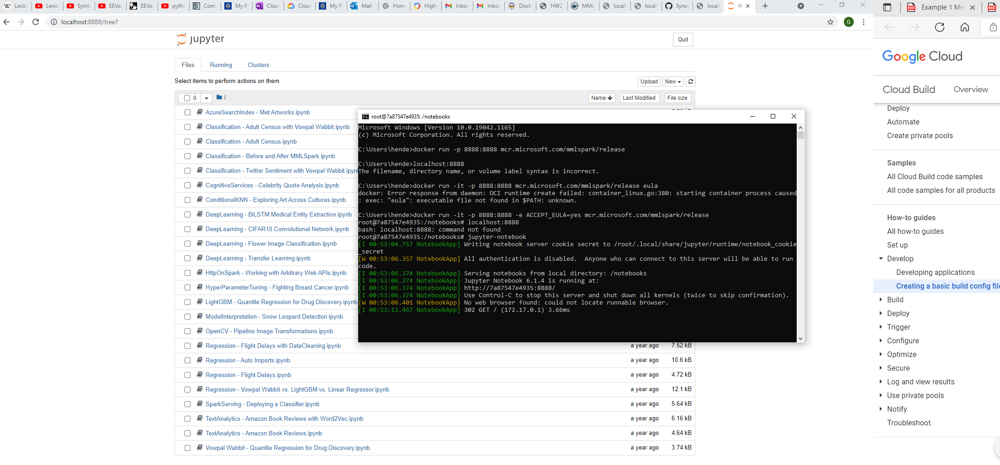 Lexica
Lexica
Symb
EEVac
EEVac
pytho
Comm
My Pi
Cloud
Cloud
My Pi
Mail -
Home
Highe
Inbox
Inbox
Docke
HW2
MML
localh
localh
Synap
localh
H
localhost:8888/tree?
G
jupyter
Quit
Files
Running
Clusters
Select items to perform actions on them.
Upload
New
0
/
Name
Last Modified
File size
AzureSearchIndex - Met Artworks.ipynb
Classification - Adult Census with Vowpal Wabbit.ipynb
Classification - Adult Census.ipynb
Classification - Before and After MMLSpark.ipynb
Classification - Twitter Sentiment with Vowpal Wabbit.ipynb
CognitiveServices - Celebrity Quote Analysis.ipynb
ConditionalKNN - Exploring Art Across Cultures.ipynb
DeepLearning - BiLSTM Medical Entity Extraction.ipynb
DeepLearning - CIFAR10 Convolutional Network.ipynb
DeepLearning - Flower Image Classification.ipynb
DeepLearning - Transfer Learning.ipynb
HttpOnSpark - Working with Arbitrary Web APIs.ipynb
HyperParameterTuning - Fighting Breast Cancer.ipynb
LightGBM - Quantile Regression for Drug Discovery.ipynb
ModelInterpretation - Snow Leopard Detection.ipynb
OpenCV - Pipeline Image Transformations.ipynb
Regression - Flight Delays with DataCleaning.ipynb a year ago 7.52 kB
Regression - Auto Imports.ipynb a year ago 10.6 kB
Regression - Flight Delays.ipynb a year ago 4.72 kB
Regression - Vowpal Wabbit vs. LightGBM vs. Linear Regressor.ipynb a year ago 12.1 kB
SparkServing - Deploying a Classifier.ipynb a year ago 5.64 kB
TextAnalytics - Amazon Book Reviews with Word2Vec.ipynb a year ago 6.16 kB
TextAnalytics - Amazon Book Reviews.ipynb a year ago 4.64 kB
Vowpal Wabbit - Quantile Regression for Drug Discovery.ipynb a year ago 3.74 kB
root@7a87547e4935: /notebooks
Microsoft Windows [Version 10.0.19042.1165]
(c) Microsoft Corporation. All rights reserved.
C:\Users\hende>docker run -p 8888:8888 mcr.microsoft.com/mmlspark/release
C:\Users\hende>localhost:8888
The filename, directory name, or volume label syntax is incorrect.
C:\Users\hende>docker run -it -p 8888:8888 mcr.microsoft.com/mmlspark/release eula
docker: Error response from daemon: OCI runtime create failed: container_linux.go:380: starting container process caused
: exec: "eula": executable file not found in $PATH: unknown.
C:\Users\hende>docker run -it -p 8888:8888 -e ACCEPT_EULA=yes mcr.microsoft.com/mmlspark/release
root@7a87547e4935:/notebooks# localhost:8888
bash: localhost:8888: command not found
root@7a87547e4935:/notebooks# jupyter-notebook
[I 00:53:04.757 NotebookApp] Writing notebook server cookie secret to /root/.local/share/jupyter/runtime/notebook_cookie
_secret
[W 00:53:06.357 NotebookApp] All authentication is disabled.  Anyone who can connect to this server will be able to run
code.
[I 00:53:06.374 NotebookApp] Serving notebooks from local directory: /notebooks
[I 00:53:06.374 NotebookApp] Jupyter Notebook 6.1.4 is running at:
[I 00:53:06.374 NotebookApp] http://7a87547e4935:8888/
[I 00:53:06.374 NotebookApp] Use Control-C to stop this server and shut down all kernels (twice to skip confirmation).
[W 00:53:06.401 NotebookApp] No web browser found: could not locate runnable browser.
[I 00:53:13.467 NotebookApp] 302 GET / (172.17.0.1) 3.66ms
PDF
Example 1 Me
PDF
Google Cloud
Cloud Build
Overview
Deploy
Automate
Create private pools
Samples
All Cloud Build code samples
All code samples for all products
How-to guides
All how-to guides
Set up
Develop
Developing applications
Creating a basic build config file
Build
Deploy
Trigger
Configure
Optimize
Secure
Log and view results
Use private pools
Notify
Troubleshoot